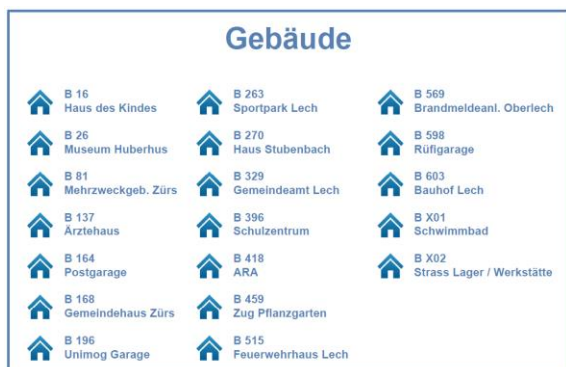 Gebäude
B 16
Haus des Kindes
B 26
Museum Huberhus
B 81
Mehrzweckgeb. Zürs
B 137
Ärztehaus
B 164
Postgarage
B 168
Gemeindehaus Zürs
B 196
Unimog Garage
B 263
Sportpark Lech
B 270
Haus Stubenbach
B 329
Gemeindeamt Lech
B 396
Schulzentrum
B 418
ARA
B 459
Zug Pflanzgarten
B 515
Feuerwehrhaus Lech
B 569
Brandmeldeanl. Oberlech
B 598
Rüfigarage
B 603
Bauhof Lech
B X01
Schwimmbad
B X02
Strass Lager / Werkstätte